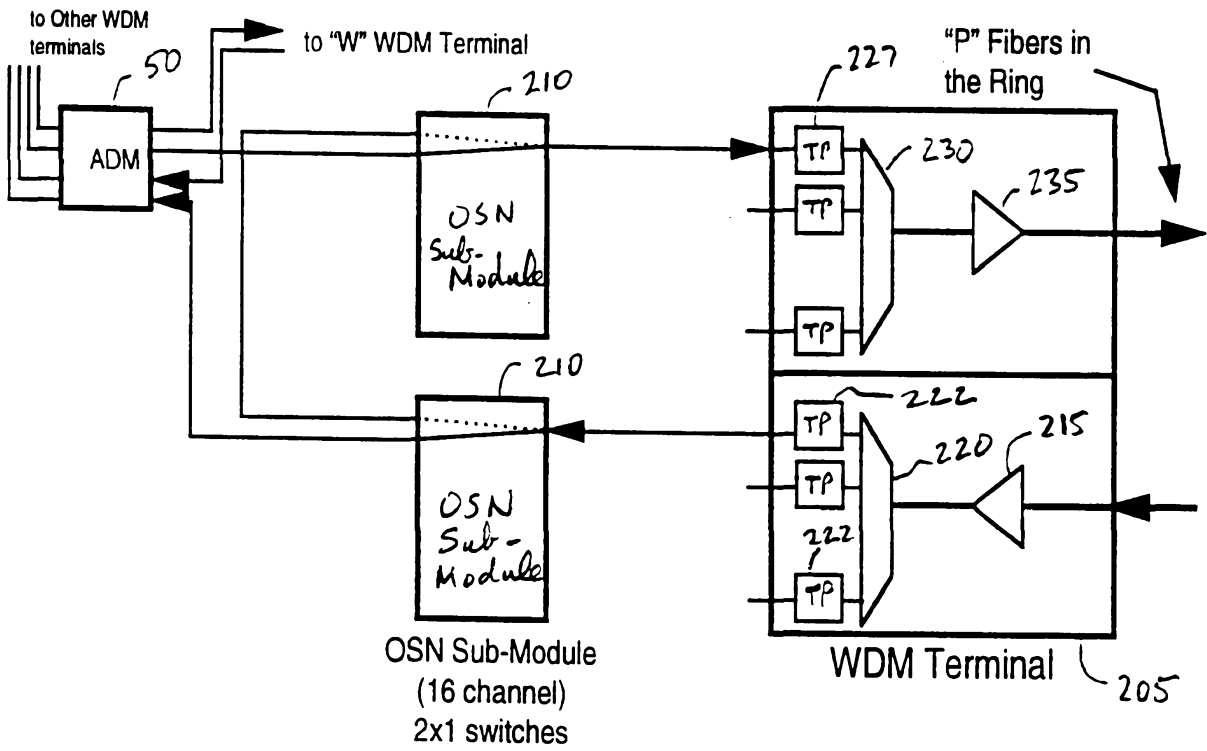 to Other WDM
terminals
50
to "W" WDM Terminal
ADM
210
OSN
Sub-
Module
227
"P" Fibers in
the Ring
TP
230
235
TP
TP
210
OSN
Sub-
Module
222
TP
220
215
TP
222
TP
OSN Sub-Module
(16 channel)
2x1 switches
WDM Terminal
205